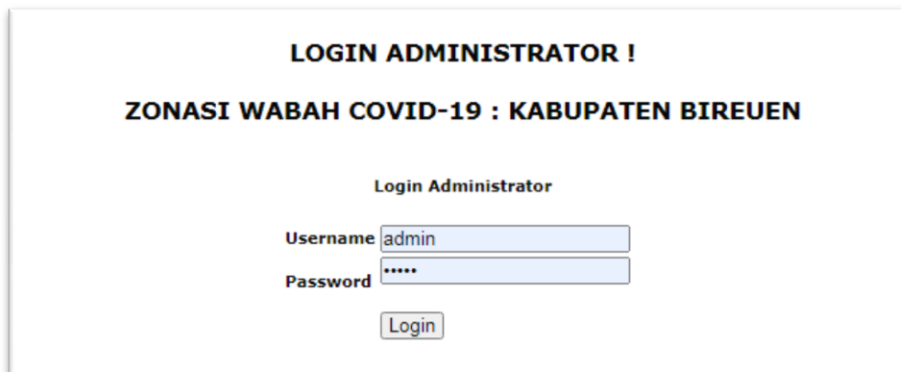 LOGIN ADMINISTRATOR !
ZONASI WABAH COVID-19 : KABUPATEN BIREUEN
Login Administrator
Username admin
Password •••••
Login